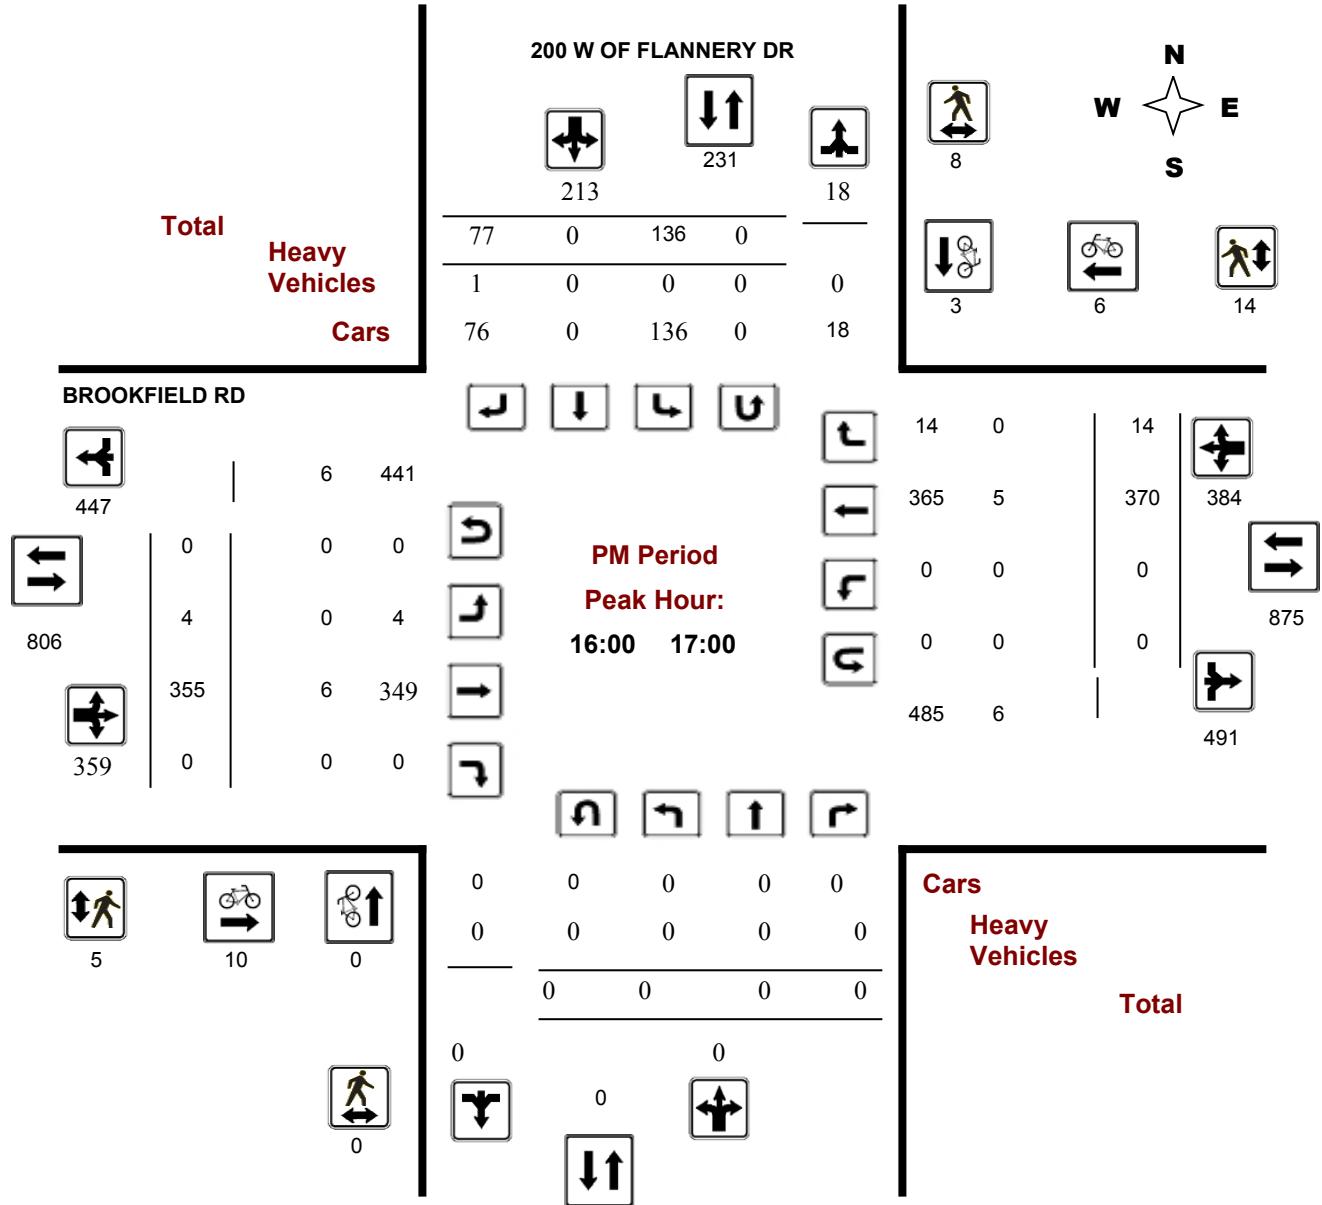 200 W OF FLANNERY DR
N
W E
S
231
8
213 18
Total
77 0 136 0
Heavy
Vehicles
1 0 0 0 0
3 6 14
Cars
76 0 136 0 18
BROOKFIELD RD
14 0 14
6 441
447
365 5 370 384
0 0 0
PM Period
0 0 0
Peak Hour:
4 0 4
875
806
16:00 17:00
0 0 0
355 6 349
485 6
491
359 0 0 0
0 0 0 0 0
Cars
0 0 0 0 0
Heavy
Vehicles
5 10 0
0 0 0 0
Total
0 0
0
0